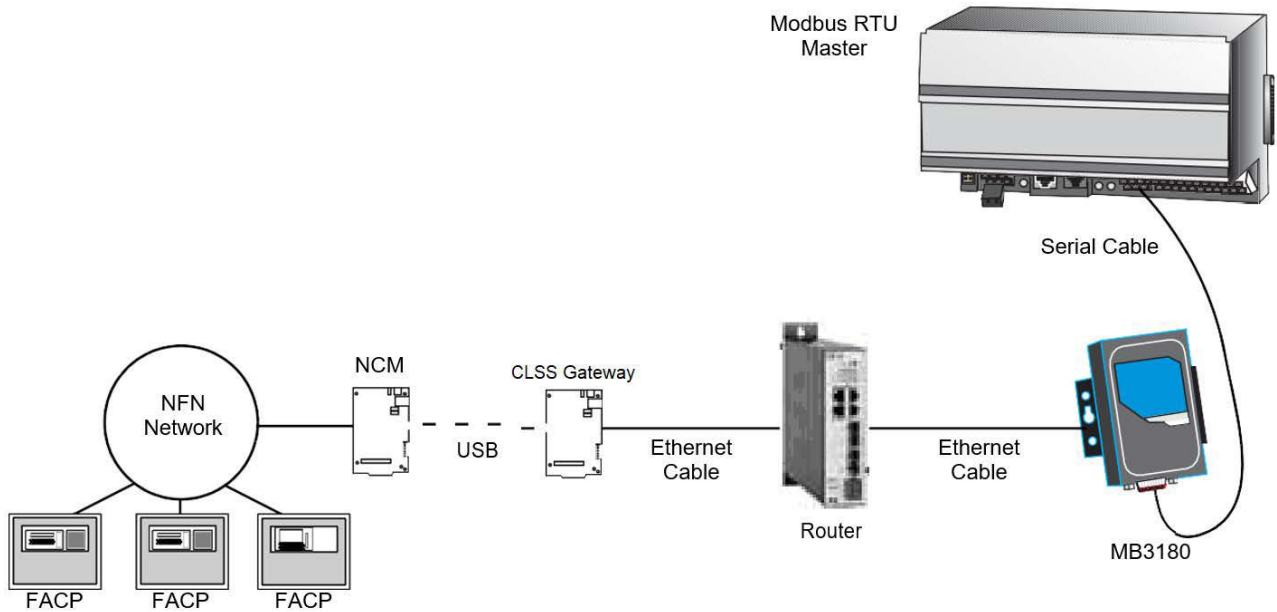 Modbus RTU
Master
Serial Cable
NCM
CLSS Gateway
NFN
Network
USB
Ethernet
Cable
Ethernet
Cable
Router
MB3180
FACP
FACP
FACP